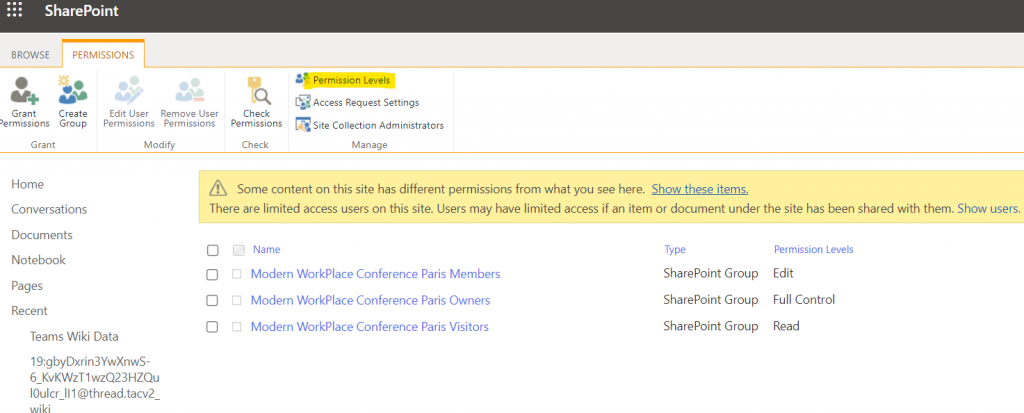 SharePoint
BROWSE PERMISSIONS
Grant Permissions
Create Group
Edit User Permissions
Remove User Permissions
Check Permissions
Permission Levels
Access Request Settings
Site Collection Administrators
Grant Modify Check Manage
Home
Conversations
Documents
Notebook
Pages
Recent
Teams Wiki Data
19:gbyDxrin3YwXnwS-
6_KvKWzT1wzQ23HZQu
l0ulcr_lI1@thread.tacv2_
wiki
Some content on this site has different permissions from what you see here. Show these items.
There are limited access users on this site. Users may have limited access if an item or document under the site has been shared with them. Show users.
Name Type Permission Levels
Modern WorkPlace Conference Paris Members SharePoint Group Edit
Modern WorkPlace Conference Paris Owners SharePoint Group Full Control
Modern WorkPlace Conference Paris Visitors SharePoint Group Read